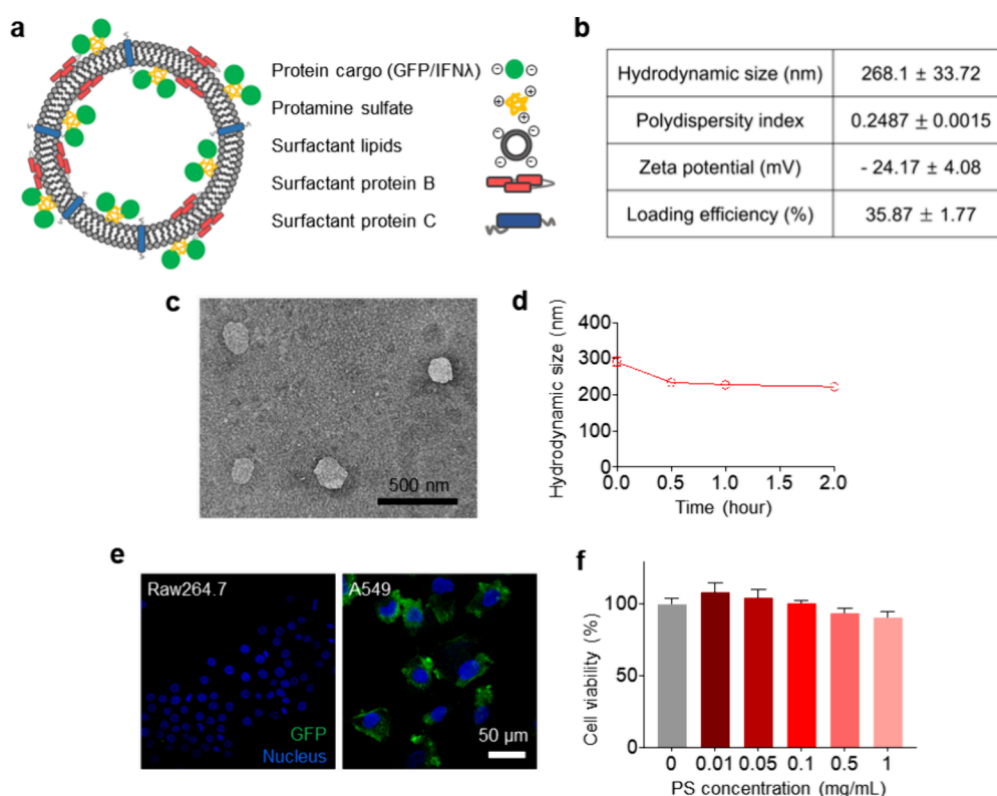 a
Protein cargo (GFP/IFNλ)
Protamine sulfate
Surfactant lipids
Surfactant protein B
Surfactant protein C
b
Hydrodynamic size (nm) 268.1 ± 33.72
Polydispersity index 0.2487 ± 0.0015
Zeta potential (mV) - 24.17 ± 4.08
Loading efficiency (%) 35.87 ± 1.77
c
500 nm
d
Hydrodynamic size (nm)
400
300
200
100
0
0.0 0.5 1.0 1.5 2.0
Time (hour)
e
Raw264.7
GFP
Nucleus
A549
50 μm
f
Cell viability (%)
100
50
0
0 0.01 0.05 0.1 0.5 1
PS concentration (mg/mL)